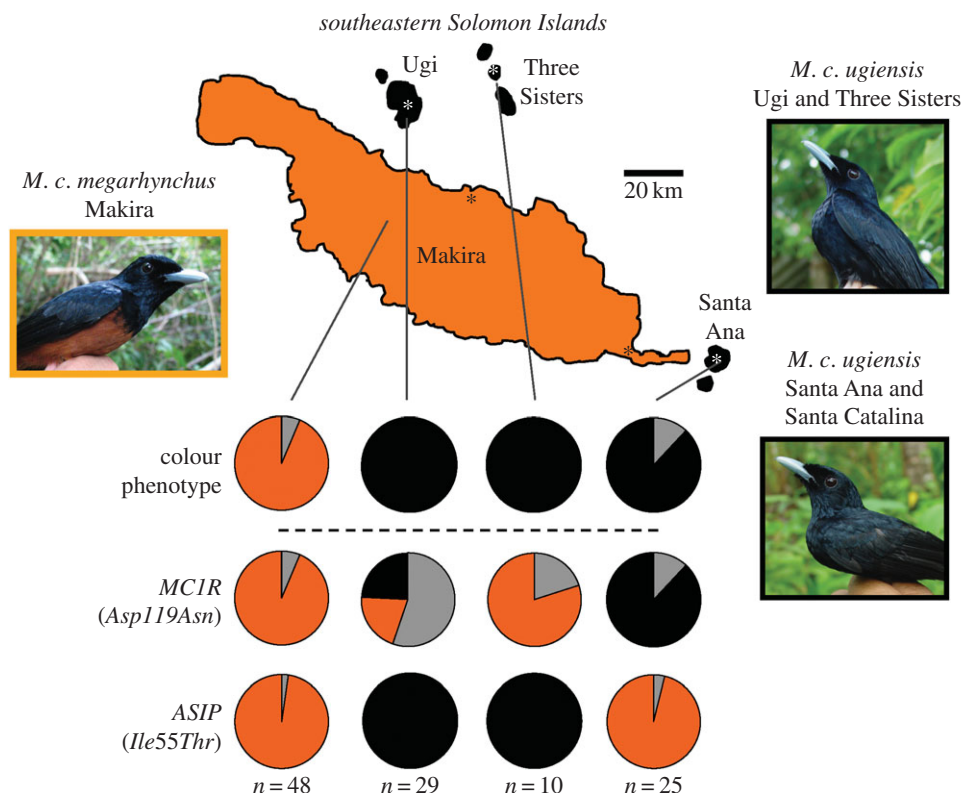 southeastern Solomon Islands
Ugi
Three
Sisters
M. c. ugiensis
Ugi and Three Sisters
20 km
M. c. megarhynchus
Makira
Makira
Santa
Ana
M. c. ugiensis
Santa Ana and
Santa Catalina
colour
phenotype
MC1R
(Asp119Asn)
ASIP
(Ile55Thr)
n = 48
n = 29
n = 10
n = 25